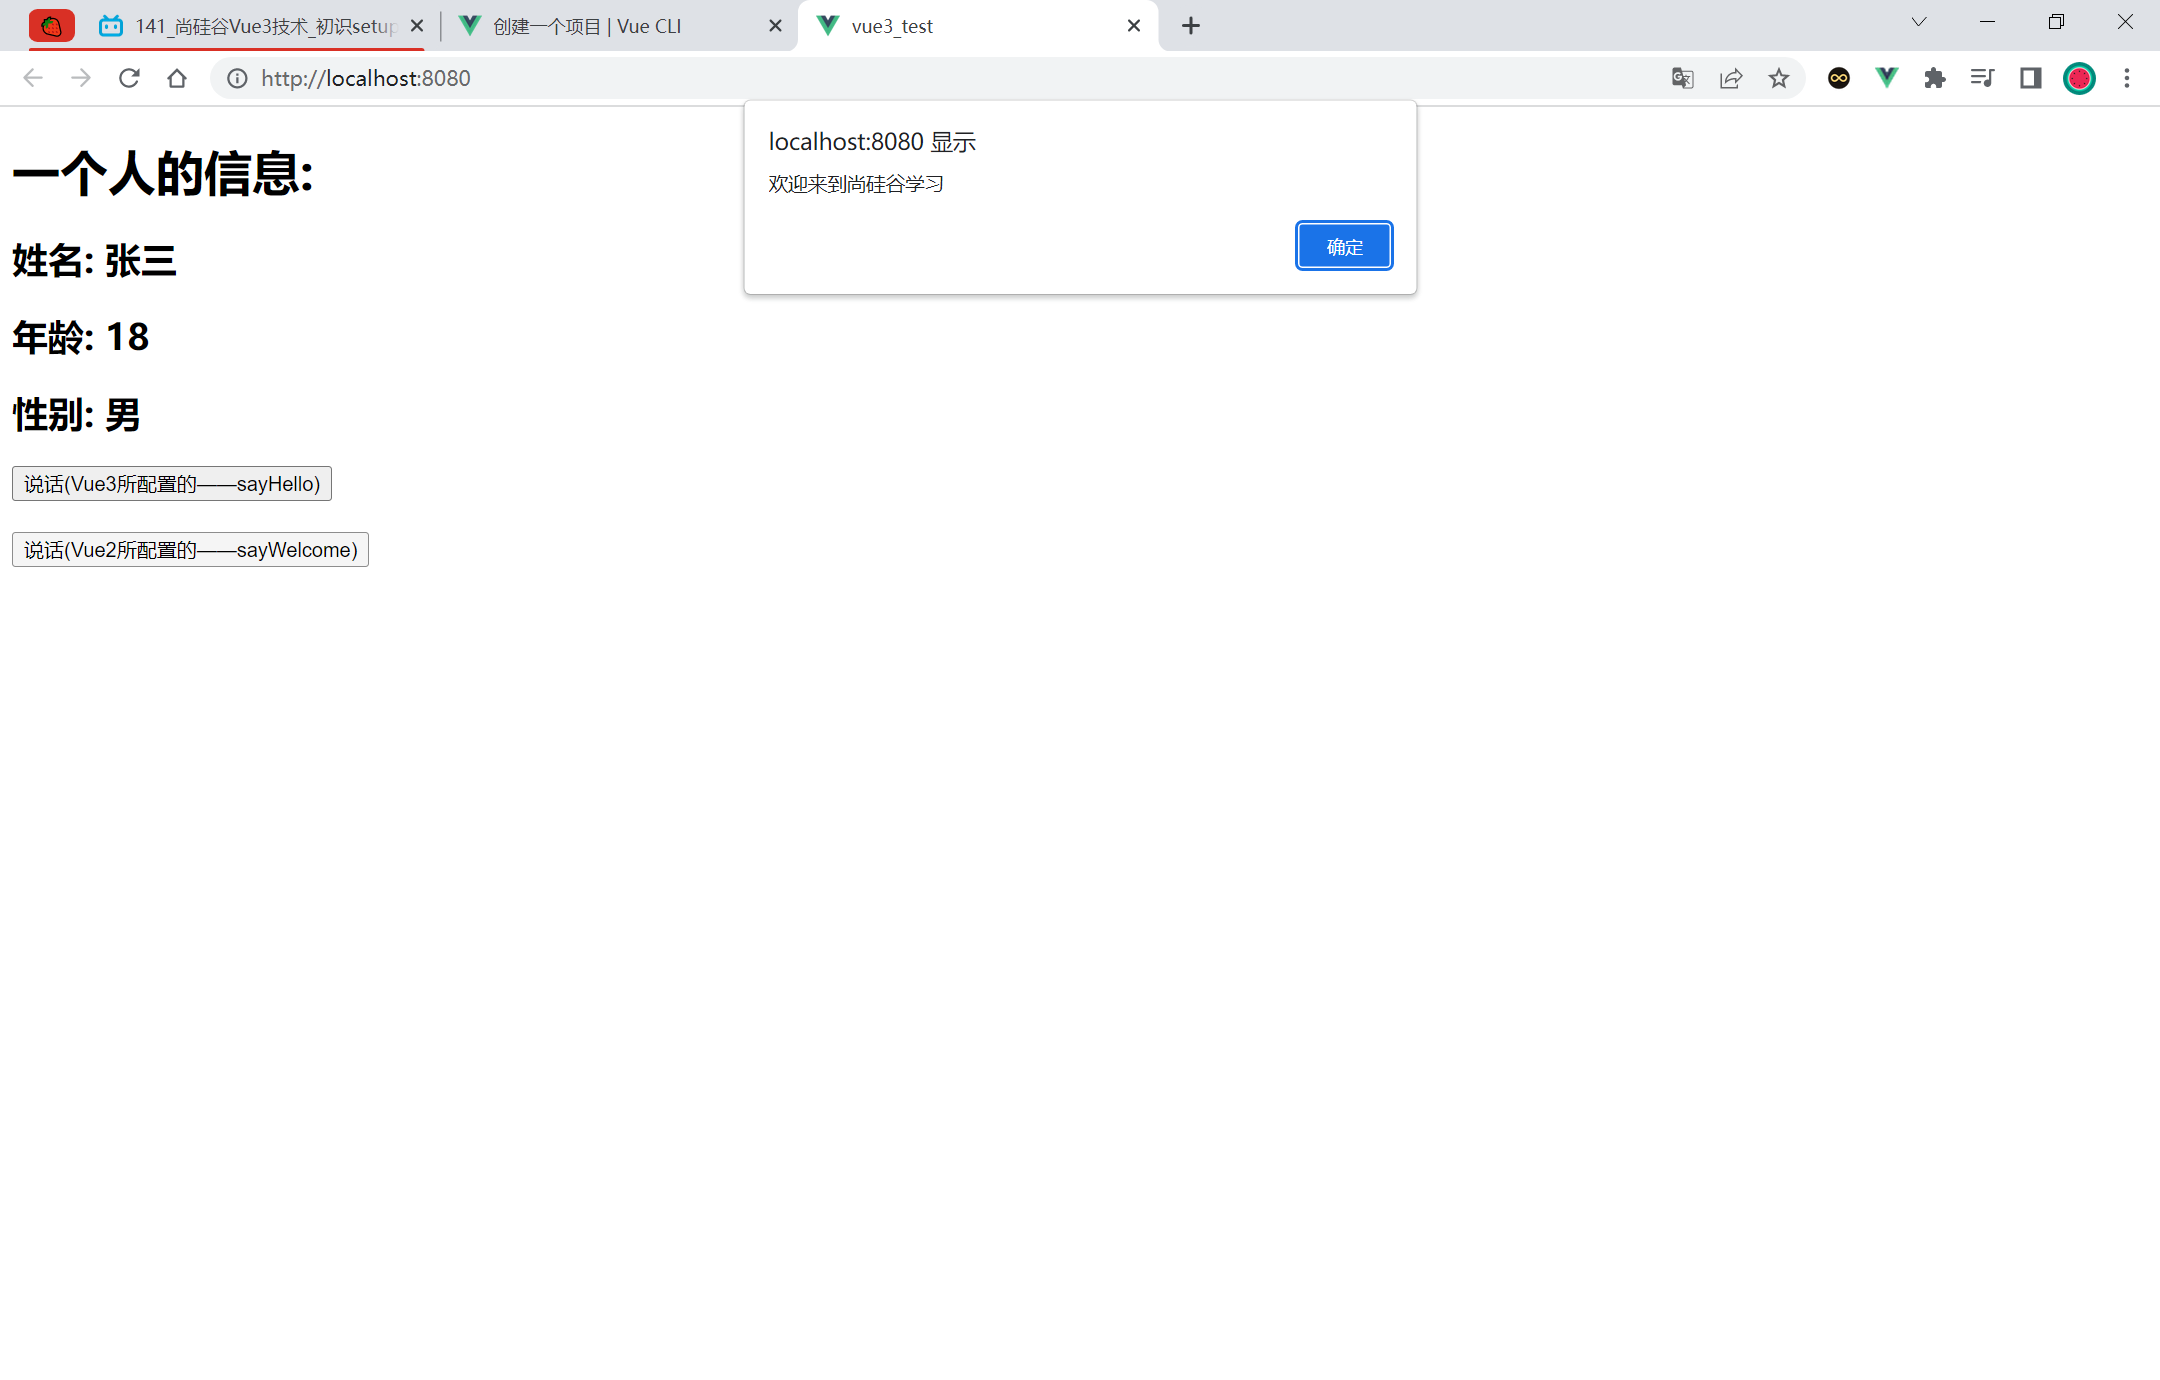 141_尚硅谷Vue3技术_初识setup
创建一个项目 | Vue CLI
vue3_test
http://localhost:8080
localhost:8080 显示
欢迎来到尚硅谷学习
确定
一个人的信息:
姓名: 张三
年龄: 18
性别: 男
说话(Vue3所配置的——sayHello)
说话(Vue2所配置的——sayWelcome)